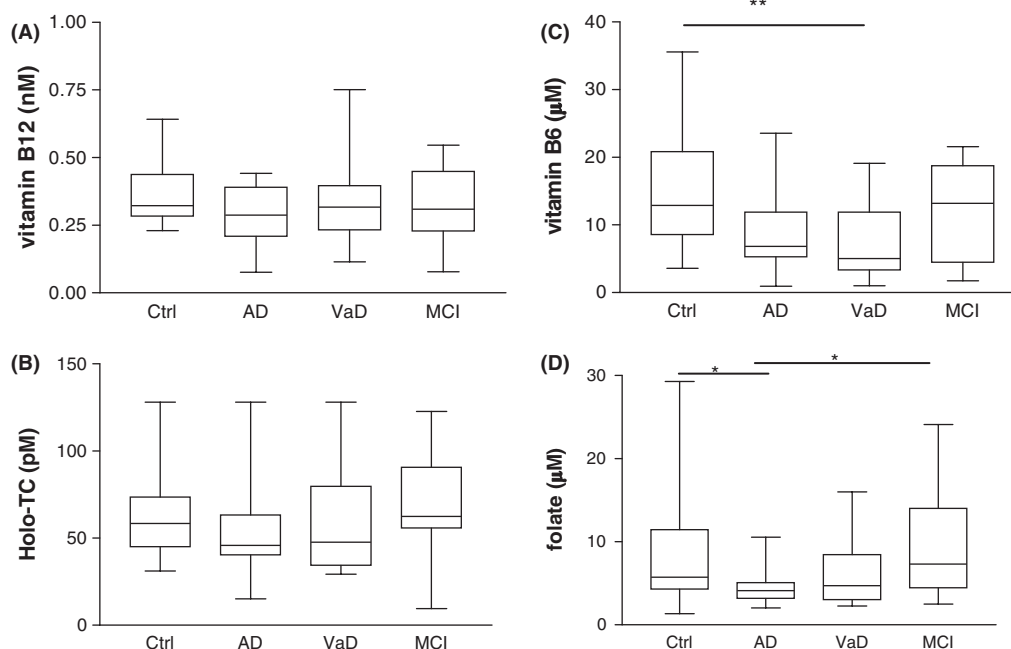 (A)
vitamin B12 (nM)
1.00
0.75
0.50
0.25
0.00
Ctrl AD VaD MCI
(C)
vitamin B6 (µM)
**
40
30
20
10
0
Ctrl AD VaD MCI
(B)
Holo-TC (pM)
150
100
50
0
Ctrl AD VaD MCI
(D)
folate (µM)
* *
30
20
10
0
Ctrl AD VaD MCI